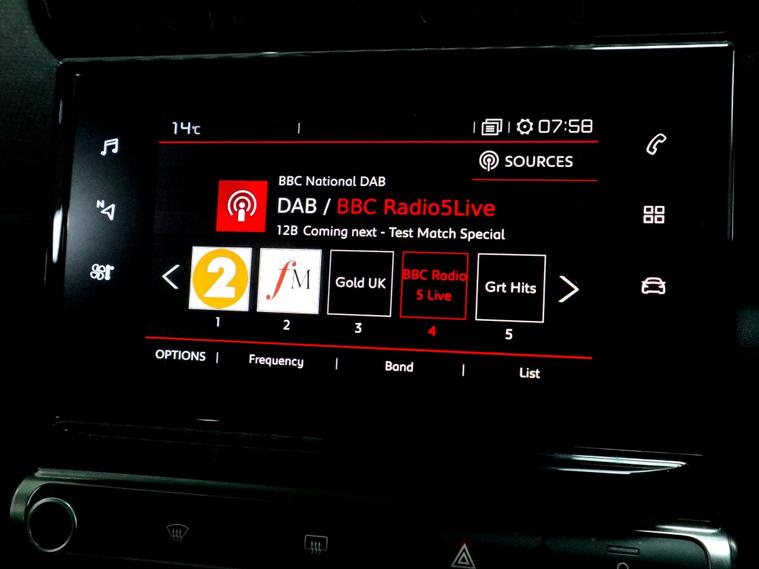 14℃
07:58
SOURCES
BBC National DAB
DAB / BBC Radio5Live
12B Coming next - Test Match Special
N
2
fM
Gold UK
BBC Radio
5 Live
Grt Hits
1 2 3 4 5
OPTIONS | Frequency | Band | List